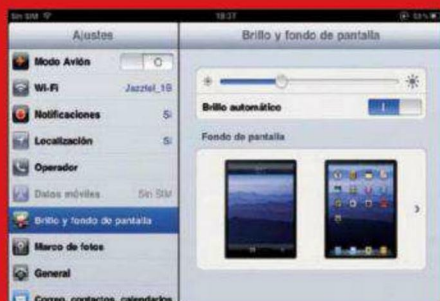 Sin SIM
18:37
Ajustes
Brillo y fondo de pantalla
Modo Avión
Wi-Fi Jazztel_1B
Notificaciones Sí
Localización Sí
Operador
Datos móviles Sin SIM
Brillo y fondo de pantalla
Marco de fotos
General
Correo, contactos, calendarios
Brillo automático
Fondo de pantalla